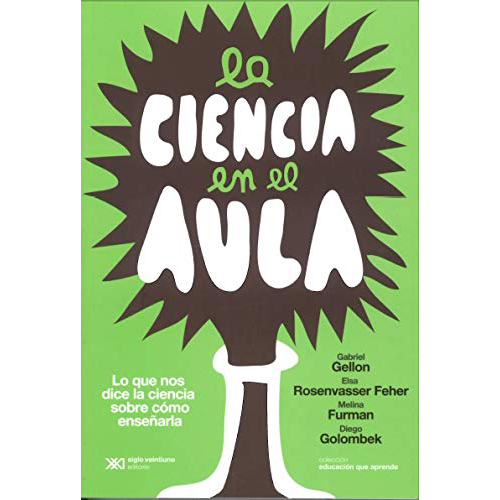 la
CIENCIA
en el
AULA
Lo que nos
dice la ciencia
sobre cómo
enseñarla
Gabriel
Gellon
Elsa
Rosenvasser Feher
Melina
Furman
Diego
Golombek
siglo veintiuno
editores
colección
educación que aprende